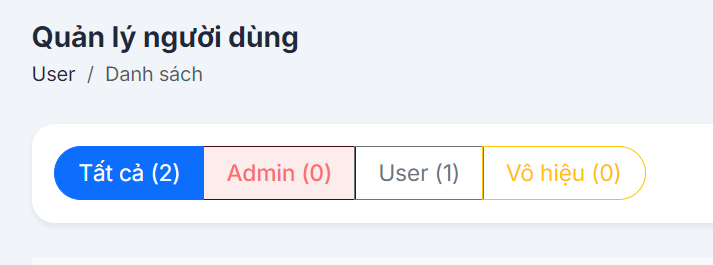 Quản lý người dùng
User / Danh sách
Tất cả (2) Admin (0) User (1) Vô hiệu (0)